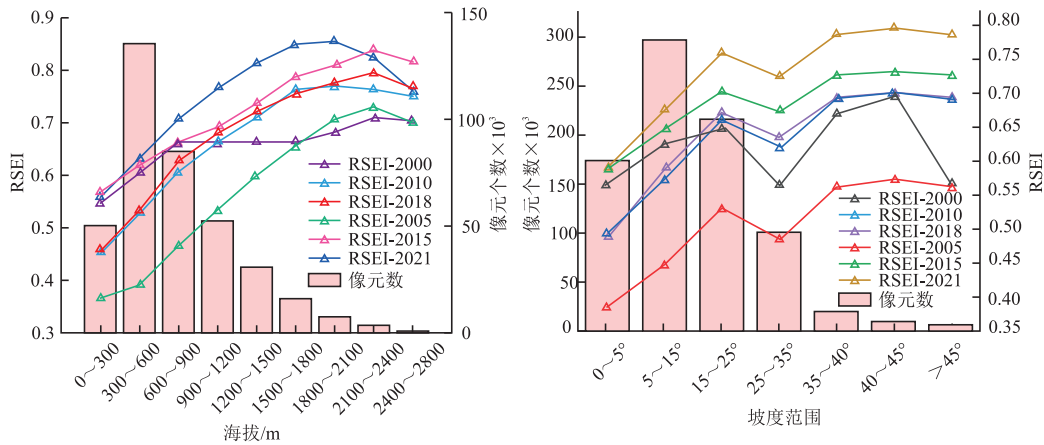 0.9
0.8
0.7
0.6
0.5
0.4
0.3
RSEI
150
100
50
0
像元个数×10³
RSEI-2000
RSEI-2010
RSEI-2018
RSEI-2005
RSEI-2015
RSEI-2021
像元数
0～300
300～600
600～900
900～1200
1200～1500
1500～1800
1800～2100
2100～2400
2400～2800
海拔/m
像元个数×10³
300
250
200
150
100
50
0
0.80
0.75
0.70
0.65
0.60
0.55
0.50
0.45
0.40
0.35
RSEI
RSEI-2000
RSEI-2010
RSEI-2018
RSEI-2005
RSEI-2015
RSEI-2021
像元数
0～5°
5～15°
15～25°
25～35°
35～40°
40～45°
＞45°
坡度范围